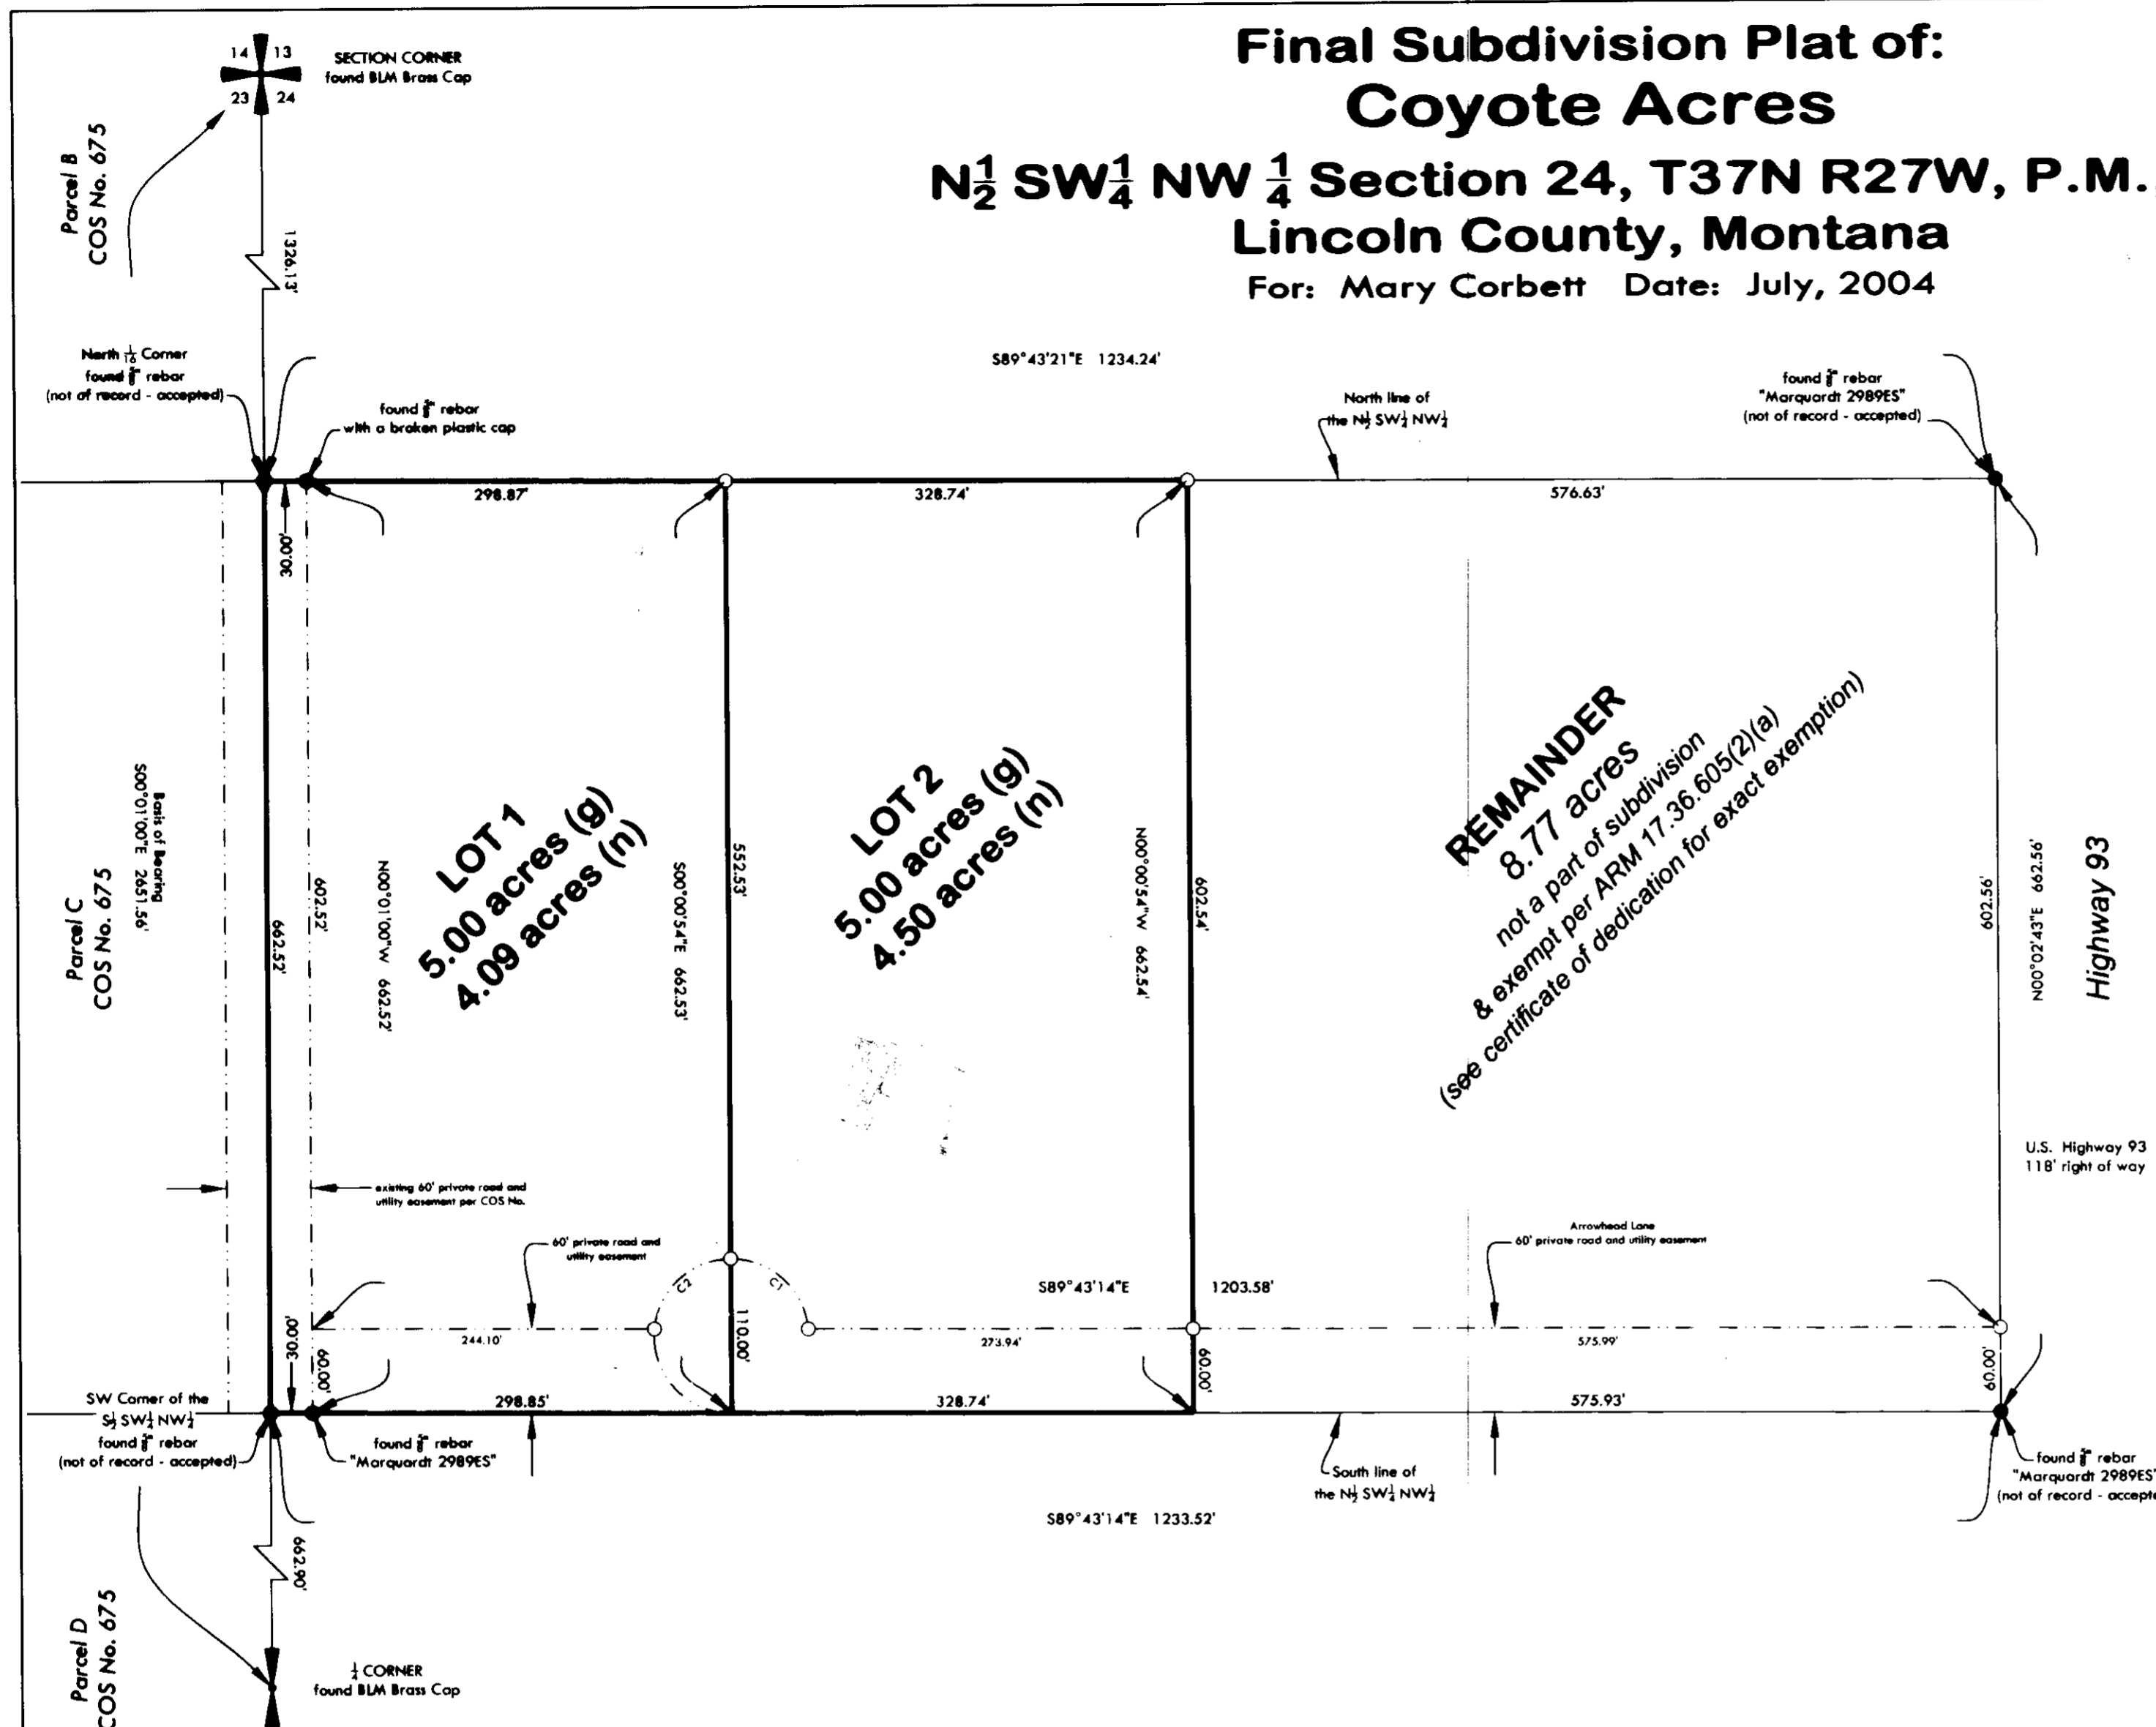 Final Subdivision Plat of:
Coyote Acres
N½ SW¼ NW ¼ Section 24, T37N R27W, P.M.
Lincoln County, Montana
For: Mary Corbett Date: July, 2004
14 13
23 24
SECTION CORNER
found BLM Brass Cap
Parcel B
COS No. 675
1326.13'
North 1/16 Corner
found ⅝" rebar
(not of record - accepted)
found ⅝" rebar
with a broken plastic cap
S89°43'21"E 1234.24'
North line of
the N½ SW¼ NW¼
found ⅝" rebar
"Marquardt 2989ES"
(not of record - accepted)
298.87'
328.74'
576.63'
30.00'
Parcel C
COS No. 675
Basis of Bearing
S00°01'00"E 2651.56'
662.52'
602.52'
N00°01'00"W 662.52'
LOT 1
5.00 acres (g)
4.09 acres (n)
S00°00'54"E 662.53'
552.53'
LOT 2
5.00 acres (g)
4.50 acres (n)
N00°00'54"W 662.54'
602.54'
REMAINDER
8.77 acres
not a part of subdivision
& exempt per ARM 17.36.605(2)(a)
(see certificate of dedication for exact exemption)
602.56'
N00°02'43"E 662.56'
Highway 93
U.S. Highway 93
118' right of way
existing 60' private road and
utility easement per COS No.
60' private road and
utility easement
Arrowhead Lane
60' private road and utility easement
C2
C1
S89°43'14"E 1203.58'
244.10'
110.00'
273.94'
575.99'
30.00'
60.00'
60.00'
60.00'
298.85'
328.74'
575.93'
SW Corner of the
S½ SW¼ NW¼
found ⅝" rebar
(not of record - accepted)
found ⅝" rebar
"Marquardt 2989ES"
South line of
the N½ SW¼ NW¼
found ⅝" rebar
"Marquardt 2989ES"
(not of record - accepte
S89°43'14"E 1233.52'
662.90'
Parcel D
COS No. 675
¼ CORNER
found BLM Brass Cap